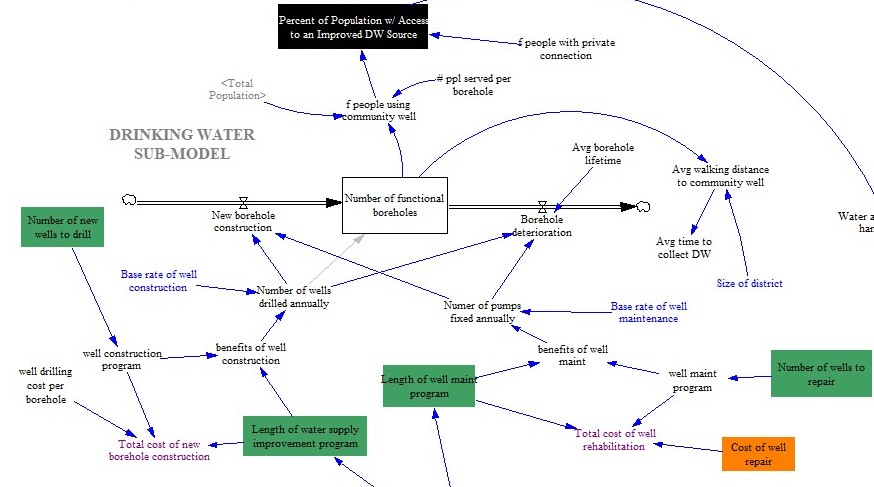 Percent of Population w/ Access
to an Improved DW Source
f people with private
connection
<Total
Population>
# ppl served per
borehole
f people using
community well
DRINKING WATER
SUB-MODEL
Avg borehole
lifetime
Avg walking distance
to community well
Number of functional
boreholes
Number of new
wells to drill
New borehole
construction
Borehole
deterioration
Water a
har
Avg time to
collect DW
Base rate of well
construction
Number of wells
drilled annually
Size of district
Numer of pumps
fixed annually
Base rate of well
maintenance
well construction
program
benefits of well
construction
benefits of well
maint
well drilling
cost per
borehole
Length of well maint
program
well maint
program
Number of wells to
repair
Total cost of new
borehole construction
Length of water supply
improvement program
Total cost of well
rehabilitation
Cost of well
repair